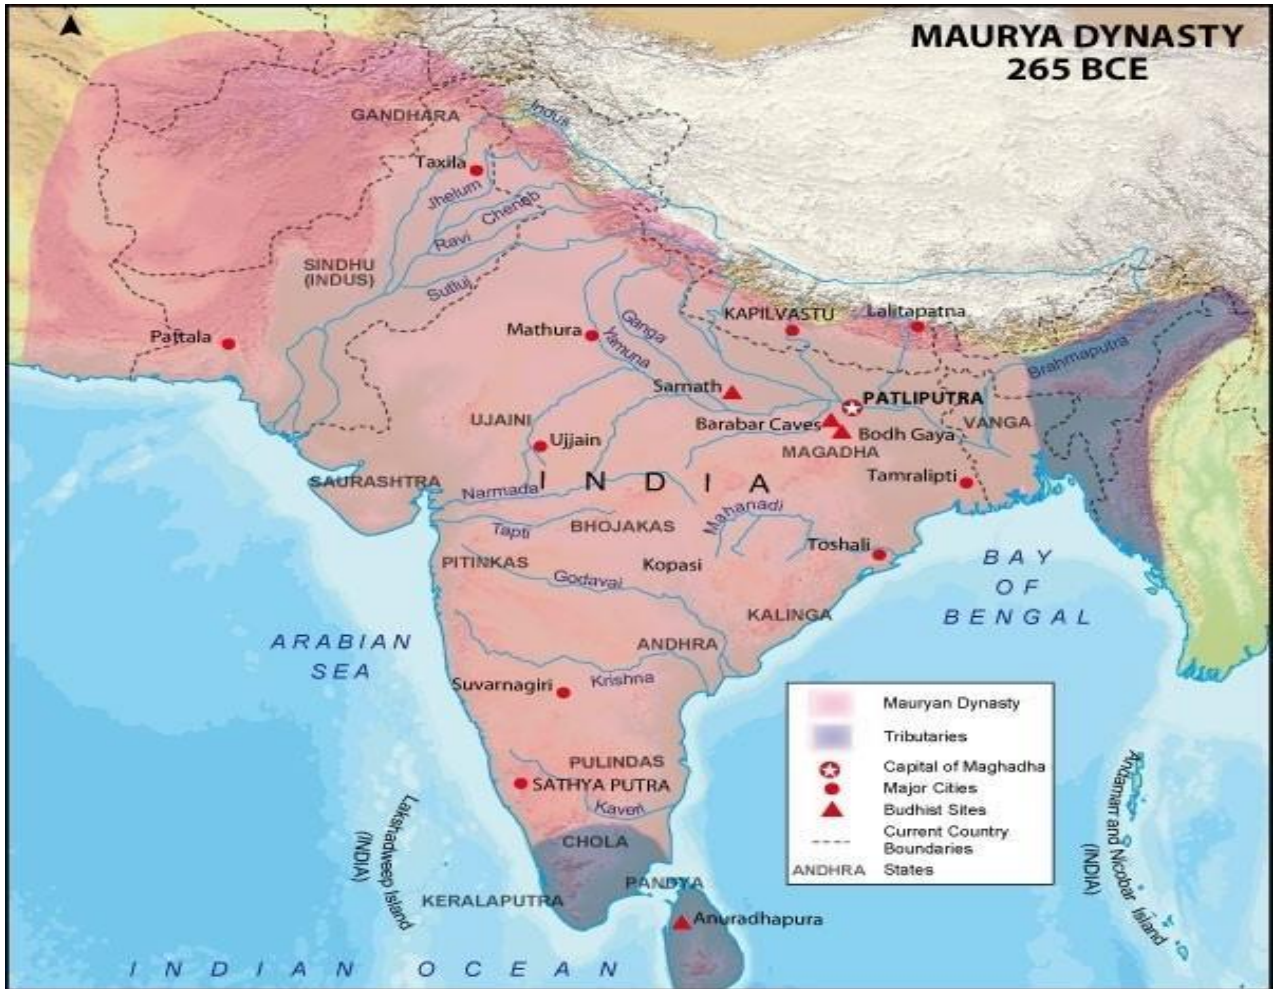 MAURYA DYNASTY
265 BCE
GANDHARA
Indus
Taxila
Jhelum
Chenab
Ravi
SINDHU
(INDUS)
Sutluj
Pattala
Mathura
Ganga
Yamuna
KAPILVASTU
Lalitapatna
Brahmaputra
Sarnath
PATLIPUTRA
UJAINI
Ujjain
Barabar Caves
Bodh Gaya
VANGA
MAGADHA
Tamralipti
SAURASHTRA
INDIA
Narmada
Tapti
BHOJAKAS
Mahanadi
Toshali
PITINKAS
Kopasi
Godavai
KALINGA
BAY
OF
BENGAL
ARABIAN
SEA
ANDHRA
Suvarnagiri
Krishna
PULINDAS
SATHYA PUTRA
Kaveri
CHOLA
PANDYA
KERALAPUTRA
Anuradhapura
Lakshadweep Island
(INDIA)
INDIAN OCEAN
Mauryan Dynasty
Tributaries
Capital of Maghadha
Major Cities
Budhist Sites
Current Country
Boundaries
ANDHRA States
Andaman and Nicobar Island
(INDIA)